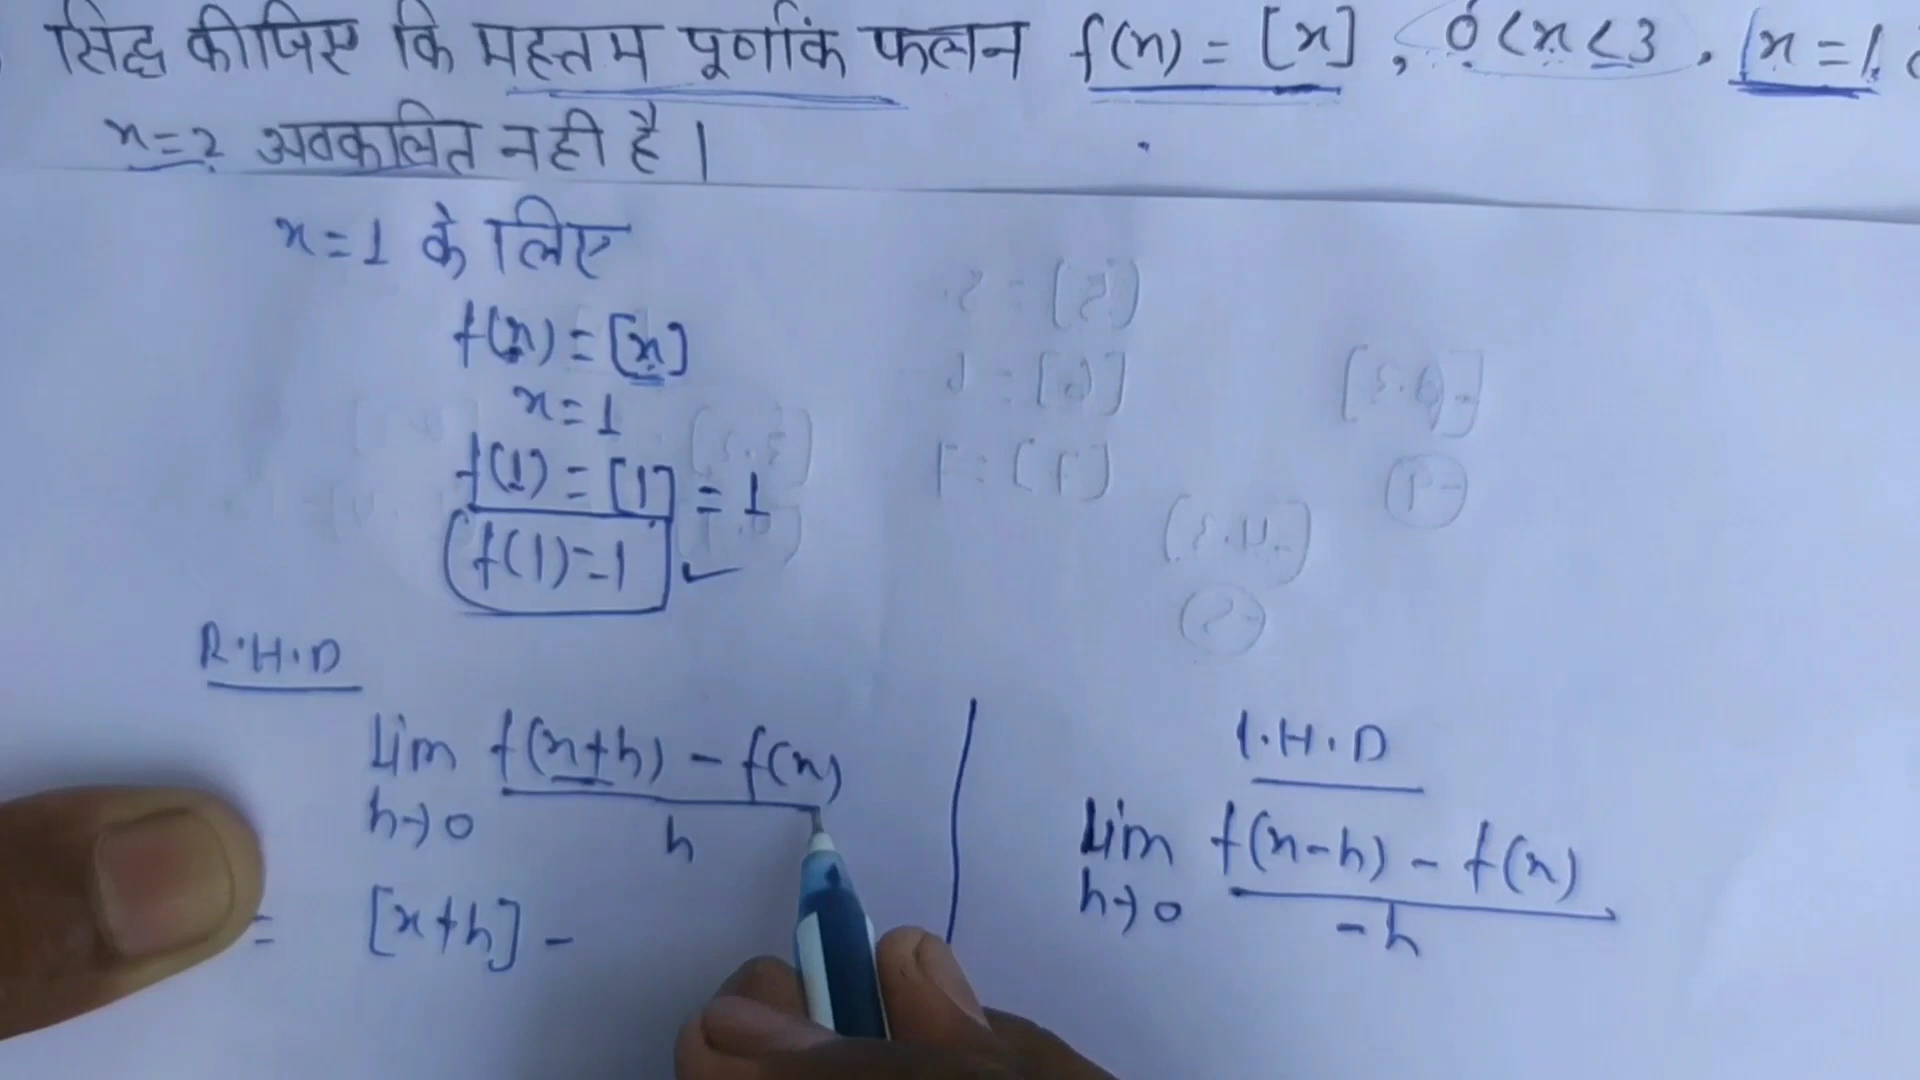 सिद्ध कीजिए कि महत्तम पूर्णांक फलन f(x) = [x], 0<x<3, x=1
x=2 अवकलित नही है।
x=1 के लिए
f(x) = [x]
x=1
f(1) = [1] = 1
f(1)=1
R.H.D
Lim f(x+h) - f(x)
h→0 h
= [x+h] -
L.H.D
Lim f(x-h) - f(x)
h→0 -h